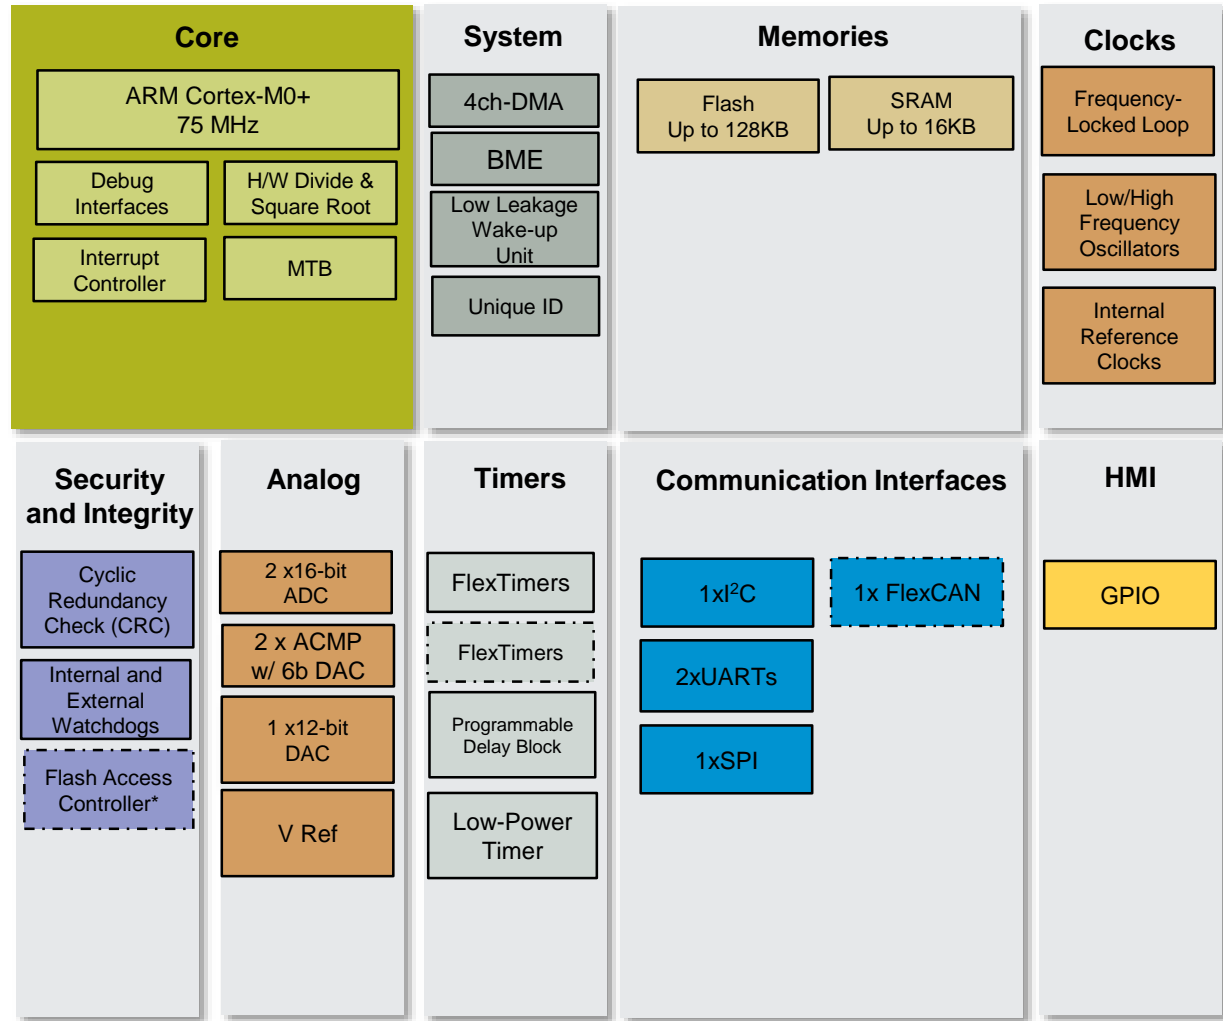 Core
ARM Cortex-M0+
75 MHz
Debug
Interfaces
H/W Divide &
Square Root
Interrupt
Controller
MTB
System
4ch-DMA
BME
Low Leakage
Wake-up
Unit
Unique ID
Memories
Flash
Up to 128KB
SRAM
Up to 16KB
Clocks
Frequency-
Locked Loop
Low/High
Frequency
Oscillators
Internal
Reference
Clocks
Security
and Integrity
Cyclic
Redundancy
Check (CRC)
Internal and
External
Watchdogs
Flash Access
Controller*
Analog
2 x16-bit
ADC
2 x ACMP
w/ 6b DAC
1 x12-bit
DAC
V Ref
Timers
FlexTimers
FlexTimers
Programmable
Delay Block
Low-Power
Timer
Communication Interfaces
1xI²C
1x FlexCAN
2xUARTs
1xSPI
HMI
GPIO